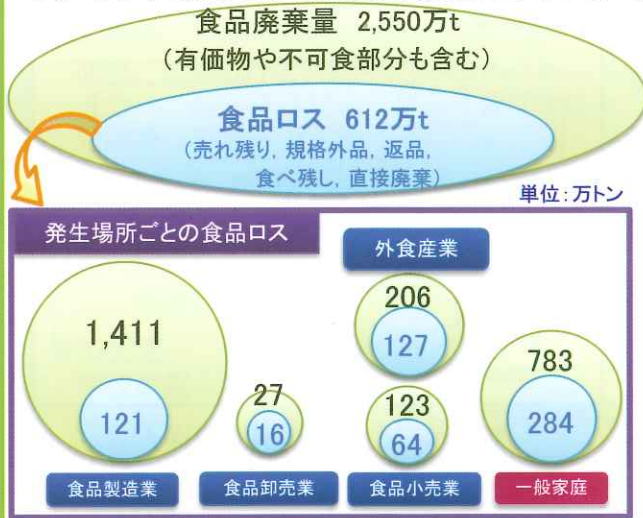 食品廃棄量 2,550万t
(有価物や不可食部分も含む)
食品ロス 612万t
(売れ残り, 規格外品, 返品,
食べ残し, 直接廃棄)
単位:万トン
発生場所ごとの食品ロス
外食産業
206
127
1,411
121
27
16
123
64
783
284
食品製造業
食品卸売業
食品小売業
一般家庭